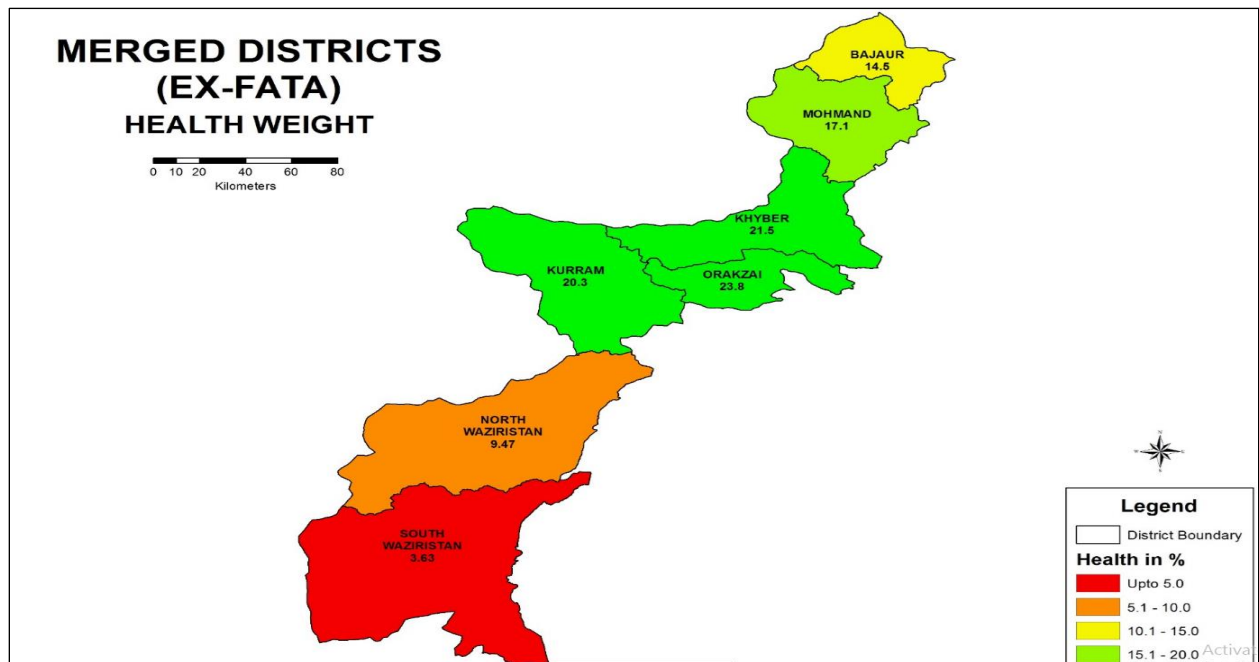 MERGED DISTRICTS
(EX-FATA)
HEALTH WEIGHT
0 10 20 40 60 80
Kilometers
BAJAUR
14.5
MOHMAND
17.1
KHYBER
21.5
ORAKZAI
23.8
KURRAM
20.3
NORTH
WAZIRISTAN
9.47
SOUTH
WAZIRISTAN
3.63
N
W E
S
Legend
District Boundary
Health in %
Upto 5.0
5.1 - 10.0
10.1 - 15.0
15.1 - 20.0
Activa